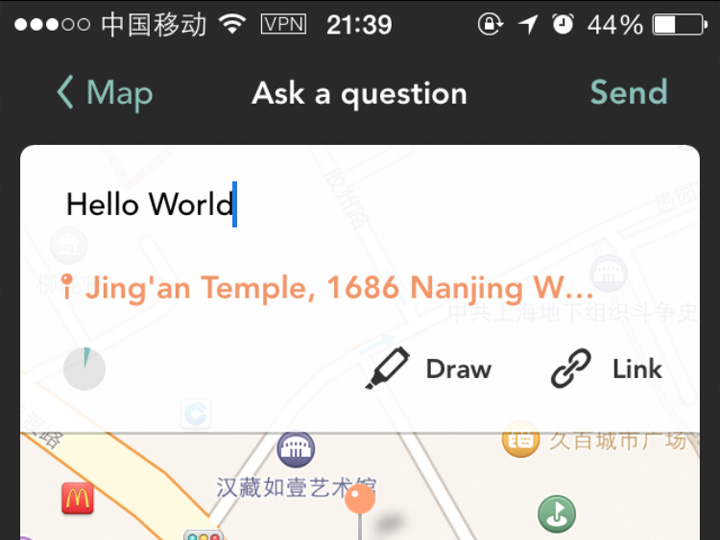 中国移动 VPN 21:39 44%
Map Ask a question Send
Hello World
Jing'an Temple, 1686 Nanjing W...
中共上海地下组织斗争史
Draw Link
久百城市广场
汉藏如壹艺术馆